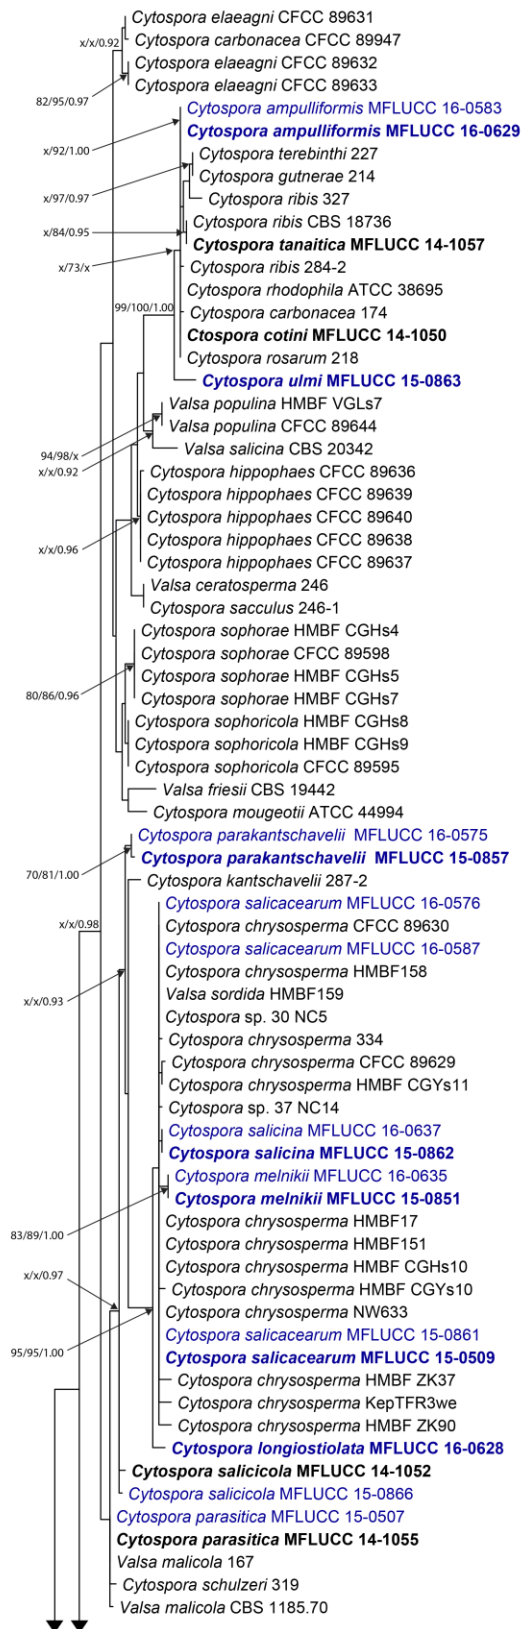 Cytospora elaeagni CFCC 89631
Cytospora carbonacea CFCC 89947
x/x/0.92
Cytospora elaeagni CFCC 89632
Cytospora elaeagni CFCC 89633
82/95/0.97
Cytospora ampulliformis MFLUCC 16-0583
Cytospora ampulliformis MFLUCC 16-0629
x/92/1.00
Cytospora terebinthi 227
Cytospora gutnerae 214
x/97/0.97
Cytospora ribis 327
Cytospora ribis CBS 18736
x/84/0.95
Cytospora tanaitica MFLUCC 14-1057
x/73/x
Cytospora ribis 284-2
Cytospora rhodophila ATCC 38695
99/100/1.00
Cytospora carbonacea 174
Ctospora cotini MFLUCC 14-1050
Cytospora rosarum 218
Cytospora ulmi MFLUCC 15-0863
Valsa populina HMBF VGLs7
Valsa populina CFCC 89644
Valsa salicina CBS 20342
94/98/x
x/x/0.92
Cytospora hippophaes CFCC 89636
Cytospora hippophaes CFCC 89639
Cytospora hippophaes CFCC 89640
Cytospora hippophaes CFCC 89638
x/x/0.96
Cytospora hippophaes CFCC 89637
Valsa ceratosperma 246
Cytospora sacculus 246-1
Cytospora sophorae HMBF CGHs4
Cytospora sophorae CFCC 89598
Cytospora sophorae HMBF CGHs5
80/86/0.96
Cytospora sophorae HMBF CGHs7
Cytospora sophoricola HMBF CGHs8
Cytospora sophoricola HMBF CGHs9
Cytospora sophoricola CFCC 89595
Valsa friesii CBS 19442
Cytospora mougeotii ATCC 44994
Cytospora parakantschavelii MFLUCC 16-0575
Cytospora parakantschavelii MFLUCC 15-0857
70/81/1.00
Cytospora kantschavelii 287-2
Cytospora salicacearum MFLUCC 16-0576
x/x/0.98
Cytospora chrysosperma CFCC 89630
Cytospora salicacearum MFLUCC 16-0587
Cytospora chrysosperma HMBF158
Valsa sordida HMBF159
x/x/0.93
Cytospora sp. 30 NC5
Cytospora chrysosperma 334
Cytospora chrysosperma CFCC 89629
Cytospora chrysosperma HMBF CGYs11
Cytospora sp. 37 NC14
Cytospora salicina MFLUCC 16-0637
Cytospora salicina MFLUCC 15-0862
Cytospora melnikii MFLUCC 16-0635
Cytospora melnikii MFLUCC 15-0851
Cytospora chrysosperma HMBF17
83/89/1.00
Cytospora chrysosperma HMBF151
Cytospora chrysosperma HMBF CGHs10
x/x/0.97
Cytospora chrysosperma HMBF CGYs10
Cytospora chrysosperma NW633
Cytospora salicacearum MFLUCC 15-0861
95/95/1.00
Cytospora salicacearum MFLUCC 15-0509
Cytospora chrysosperma HMBF ZK37
Cytospora chrysosperma KepTFR3we
Cytospora chrysosperma HMBF ZK90
Cytospora longiostiolata MFLUCC 16-0628
Cytospora salicicola MFLUCC 14-1052
Cytospora salicicola MFLUCC 15-0866
Cytospora parasitica MFLUCC 15-0507
Cytospora parasitica MFLUCC 14-1055
Valsa malicola 167
Cytospora schulzeri 319
Valsa malicola CBS 1185.70